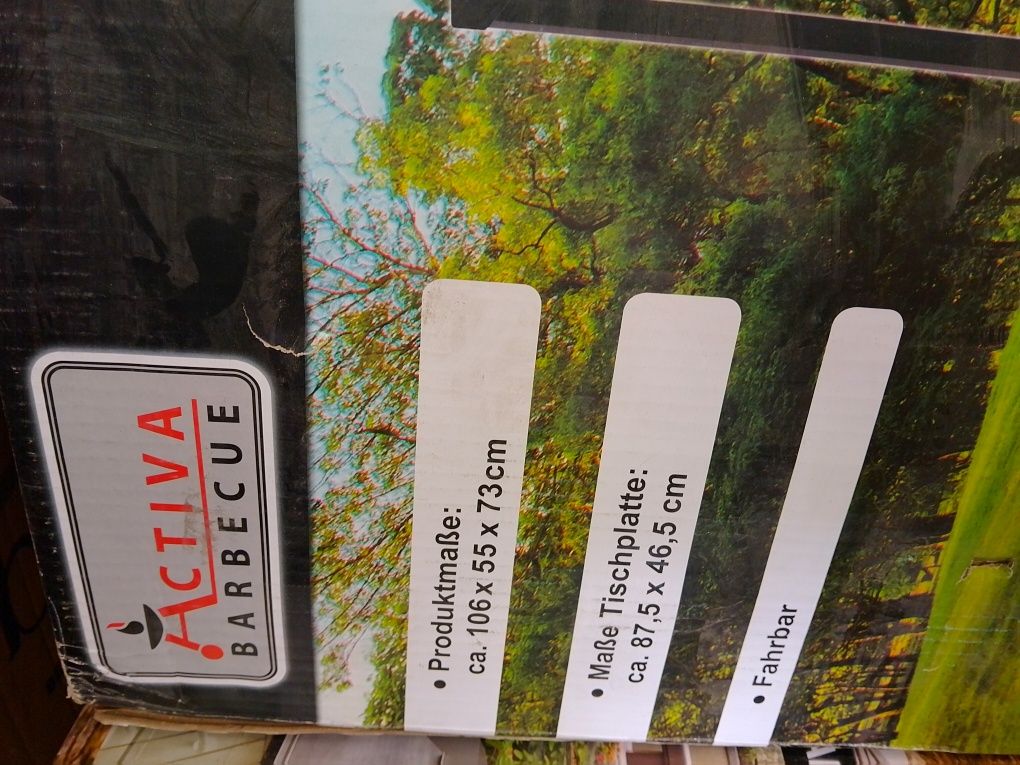 ACTIVA
BARBECUE
• Produktmaße:
ca. 106 x 55 x 73cm
• Maße Tischplatte:
ca. 87,5 x 46,5 cm
• Fahrbar